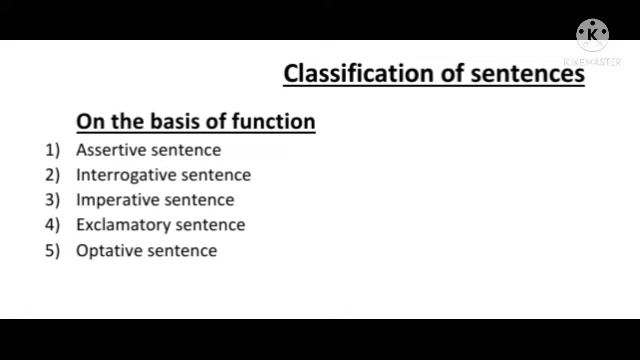 K
KINEMASTER
Classification of sentences
On the basis of function
1) Assertive sentence
2) Interrogative sentence
3) Imperative sentence
4) Exclamatory sentence
5) Optative sentence